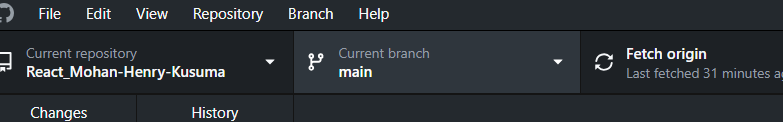 File Edit View Repository Branch Help
Current repository
React_Mohan-Henry-Kusuma
Current branch
main
Fetch origin
Last fetched 31 minutes
Changes History